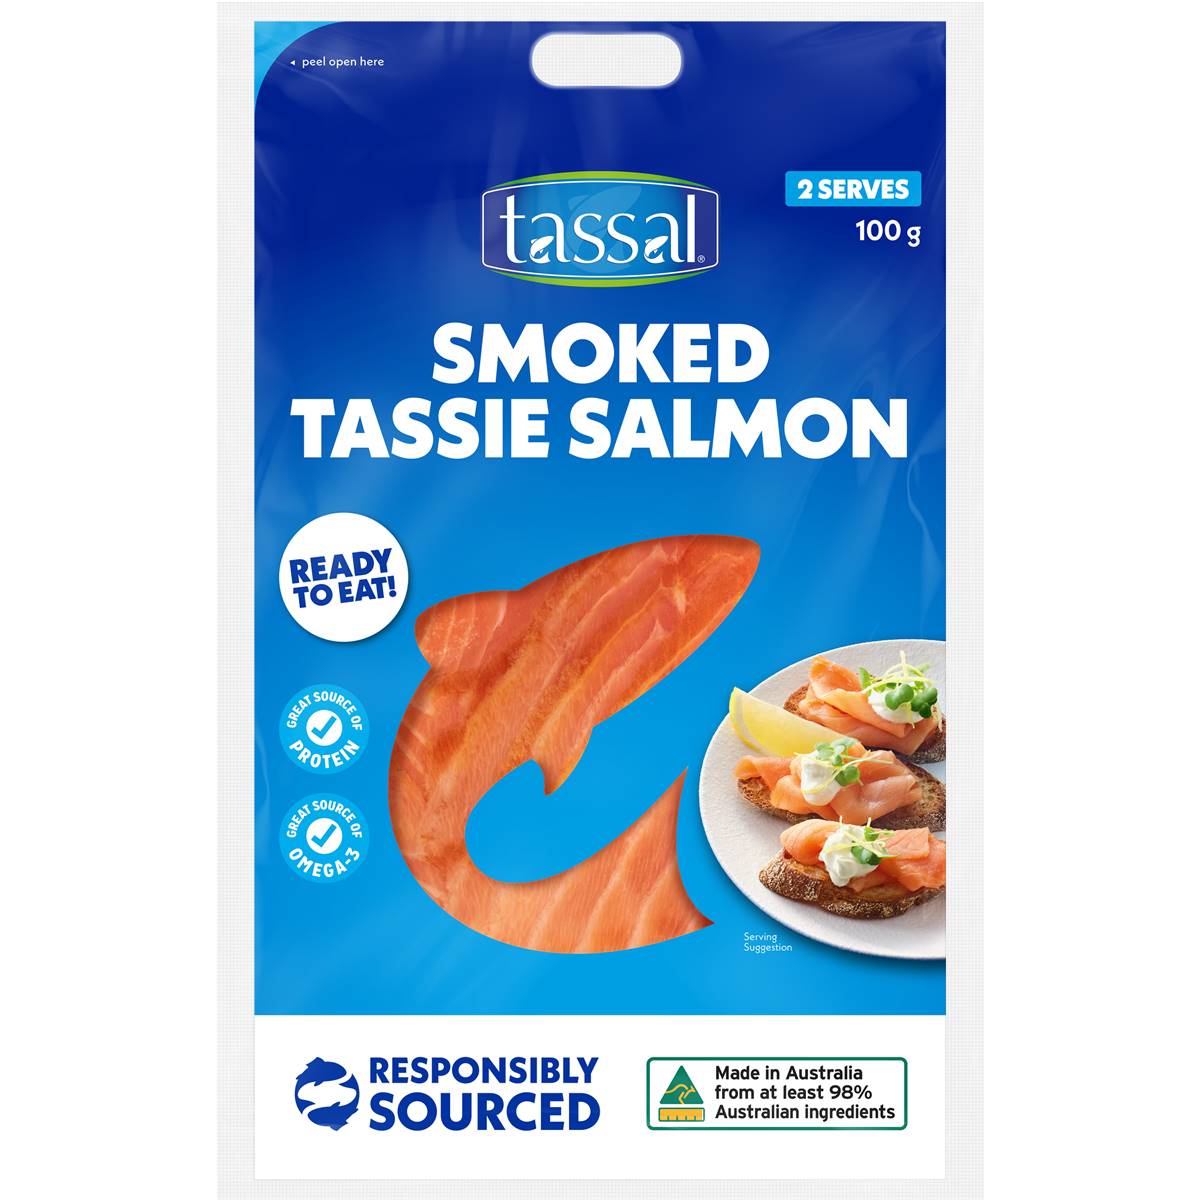 ◂ peel open here
2 SERVES
100 g
tassal®
SMOKED
TASSIE SALMON
READY
TO EAT!
GREAT SOURCE OF
PROTEIN
GREAT SOURCE OF
OMEGA-3
Serving
Suggestion
RESPONSIBLY
SOURCED
Made in Australia
from at least 98%
Australian ingredients